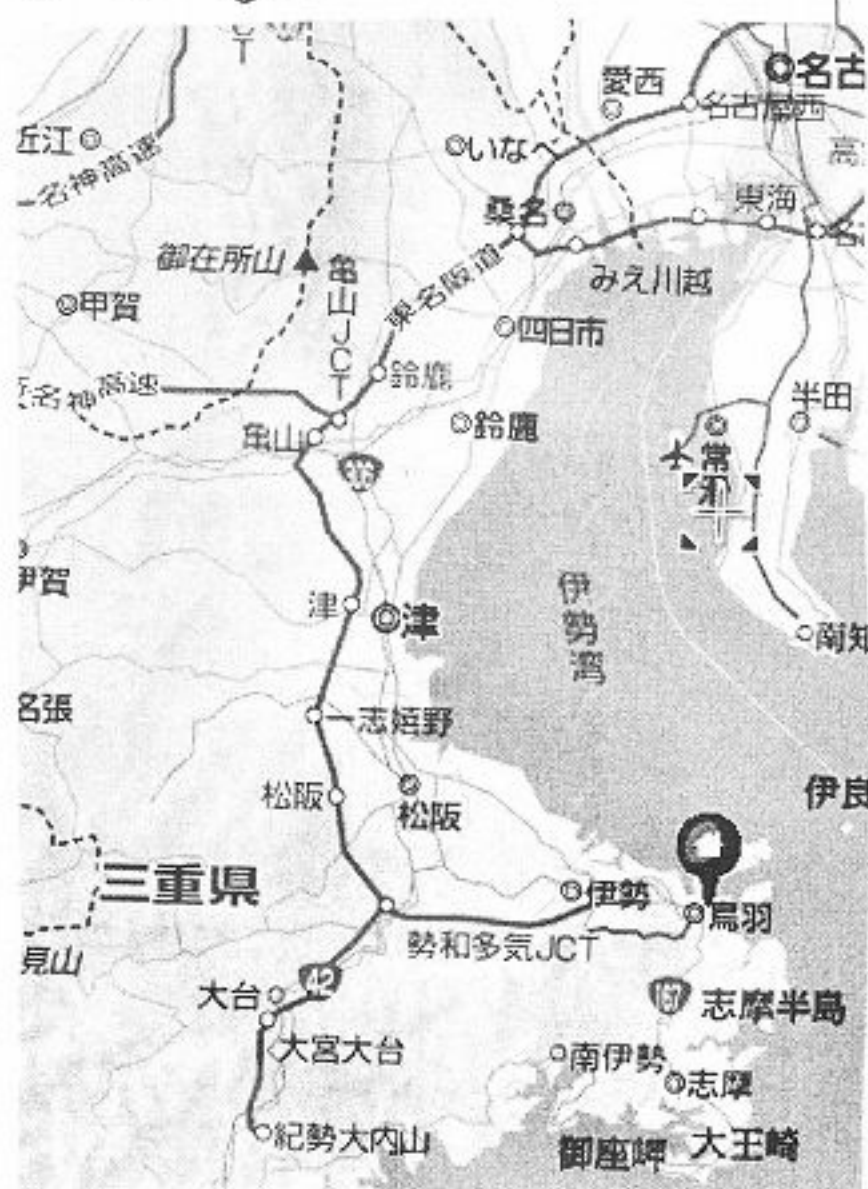 CT
名古
愛西
名古屋西
近江
いなべ
高
名神高速
桑名
東海
御在所山
亀山JCT
東名阪道
みえ川越
甲賀
四日市
鈴鹿
名神高速
半田
亀山
鈴鹿
常滑
伊賀
伊勢湾
津
津
南知
名張
志嬉野
松阪
松阪
伊良
三重県
伊勢
鳥羽
見山
勢和多気JCT
42
大台
志摩半島
大宮大台
南伊勢
志摩
紀勢大内山
御座岬
大王崎